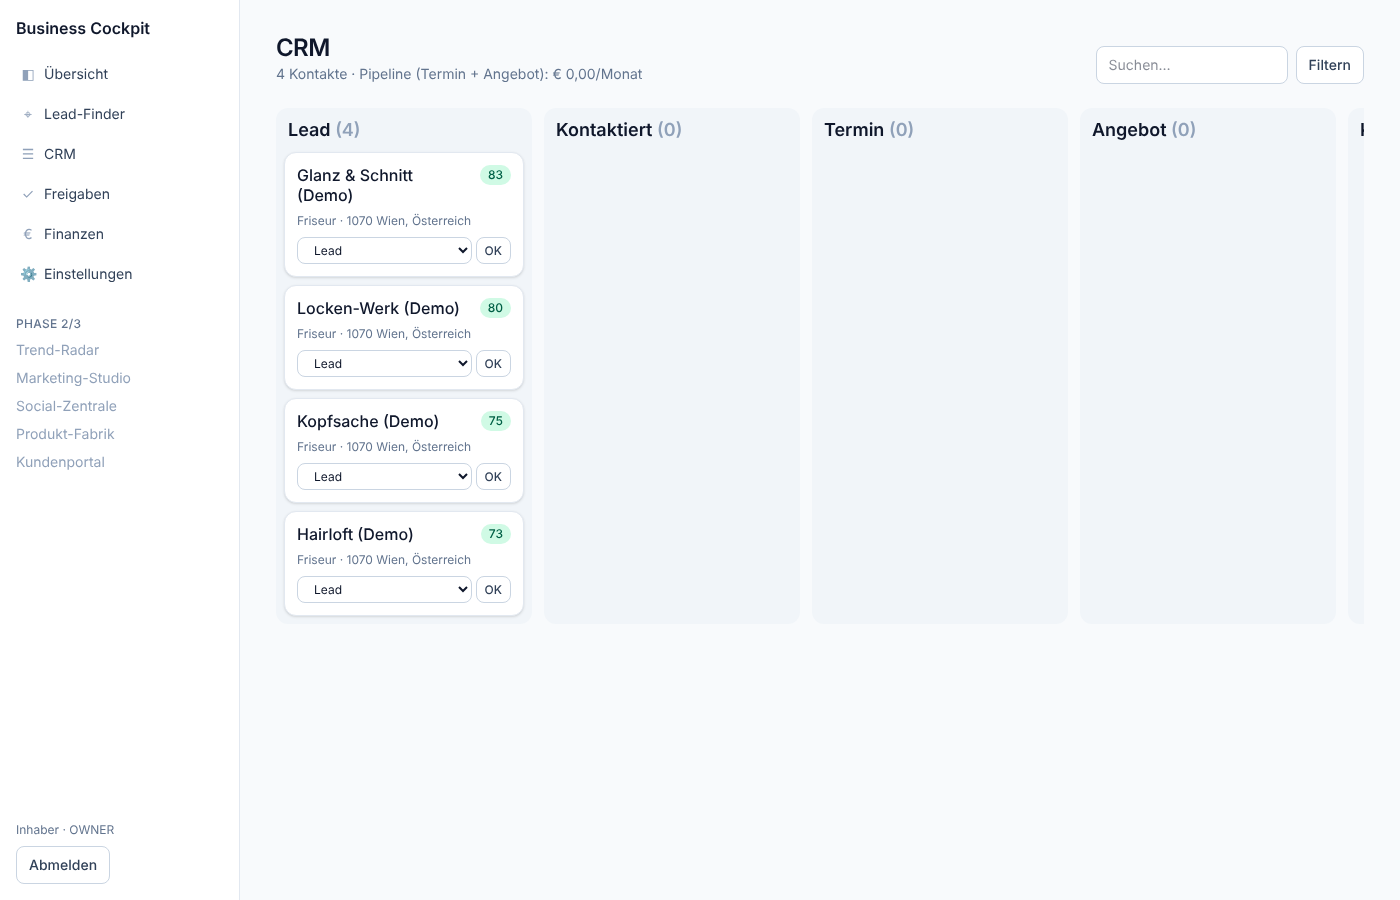 Business Cockpit
Übersicht
Lead-Finder
CRM
Freigaben
€ Finanzen
Einstellungen
PHASE 2/3
Trend-Radar
Marketing-Studio
Social-Zentrale
Produkt-Fabrik
Kundenportal
Inhaber · OWNER
Abmelden
CRM
4 Kontakte · Pipeline (Termin + Angebot): € 0,00/Monat
Suchen...
Filtern
Lead (4)
Glanz & Schnitt
(Demo)
83
Friseur · 1070 Wien, Österreich
Lead
OK
Locken-Werk (Demo)
80
Friseur · 1070 Wien, Österreich
Lead
OK
Kopfsache (Demo)
75
Friseur · 1070 Wien, Österreich
Lead
OK
Hairloft (Demo)
73
Friseur · 1070 Wien, Österreich
Lead
OK
Kontaktiert (0)
Termin (0)
Angebot (0)